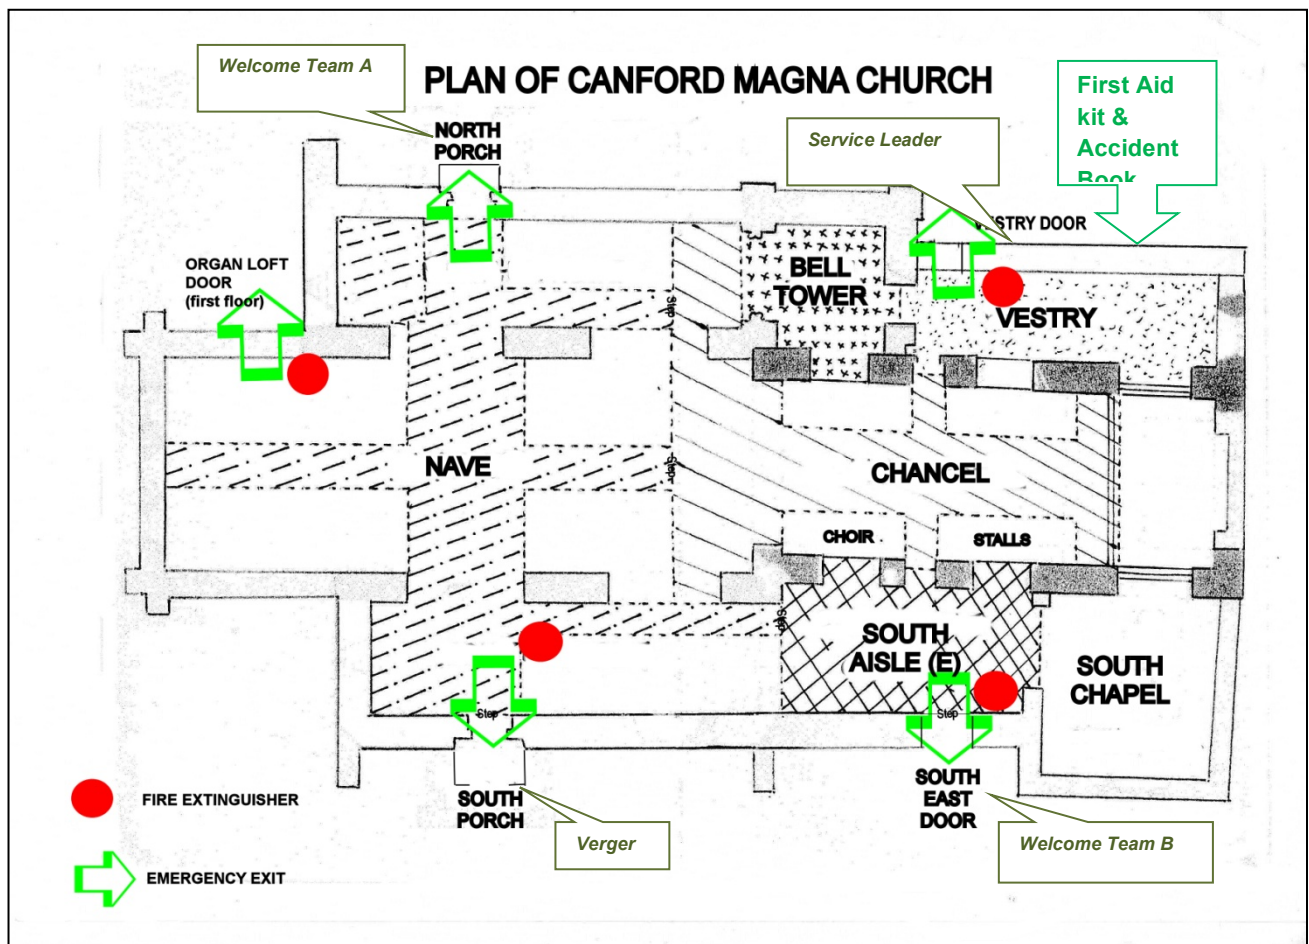 Welcome Team A
PLAN OF CANFORD MAGNA CHURCH
First Aid
kit &
Accident
Book
NORTH
PORCH
Service Leader
VESTRY DOOR
ORGAN LOFT
DOOR
(first floor)
BELL
TOWER
Step
VESTRY
NAVE
Step
CHANCEL
CHOIR
STALLS
Step
SOUTH
AISLE (E)
SOUTH
CHAPEL
Step
Step
SOUTH
PORCH
SOUTH
EAST
DOOR
FIRE EXTINGUISHER
Verger
Welcome Team B
EMERGENCY EXIT